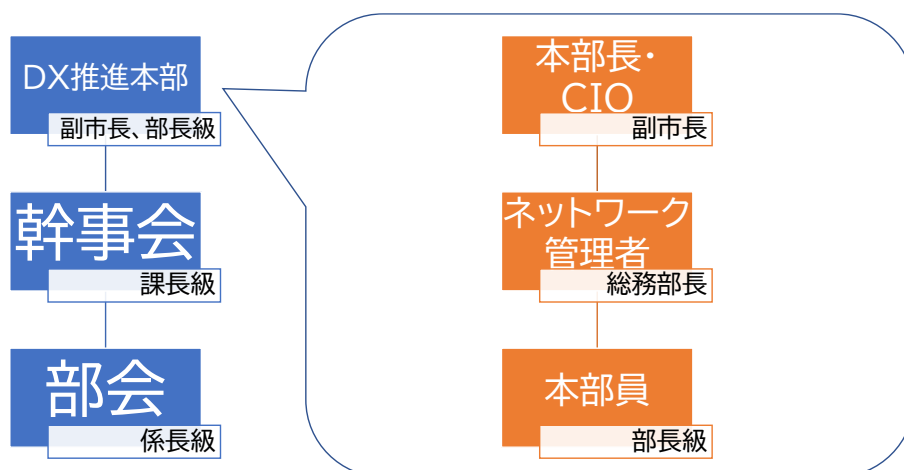 DX推進本部
副市長、部長級
幹事会
課長級
部会
係長級
本部長・
CIO
副市長
ネットワーク
管理者
総務部長
本部員
部長級